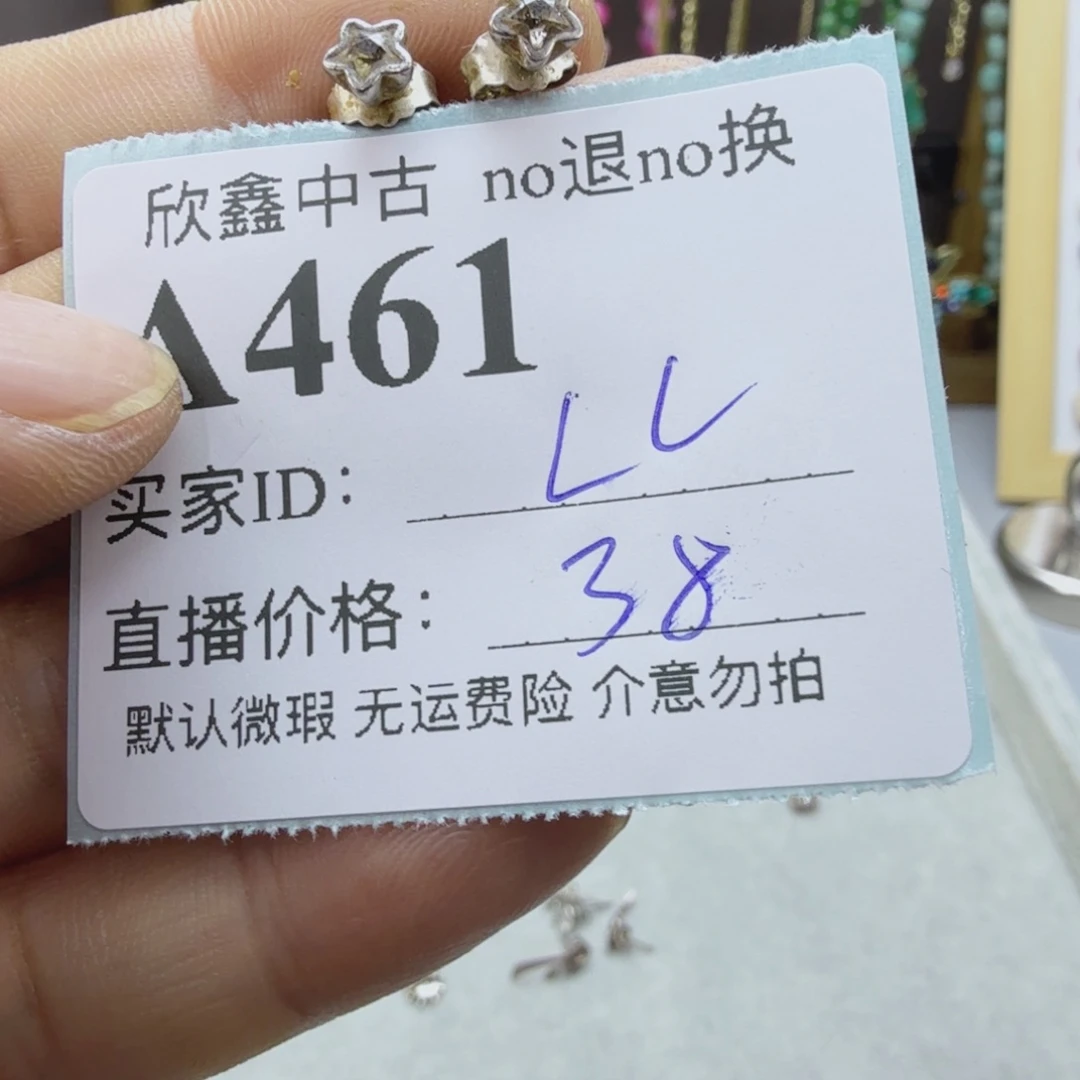 欣鑫中古 no退no换
A461
买家ID： LL
直播价格： 38
默认微瑕 无运费险 介意勿拍